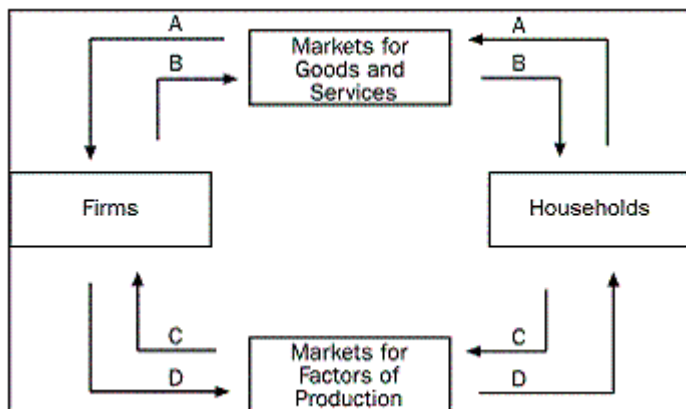 A
Markets for
Goods and
Services
A
B
B
Firms
Households
C
Markets for
Factors of
Production
C
D
D